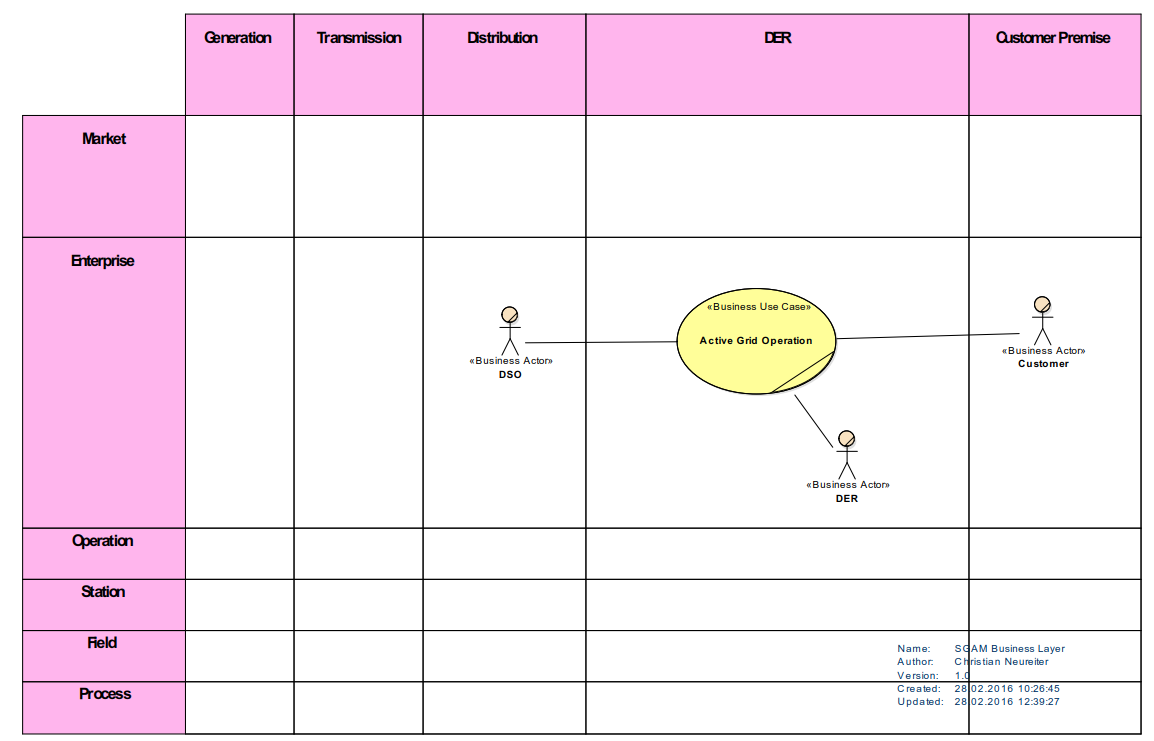 Generation Transmission Distribution DER Customer Premise
Market
Enterprise
«Business Use Case»
Active Grid Operation
«Business Actor»
DSO
«Business Actor»
Customer
«Business Actor»
DER
Operation
Station
Field
Process
Name: SGAM Business Layer
Author: Christian Neureiter
Version: 1.0
Created: 28.02.2016 10:26:45
Updated: 28.02.2016 12:39:27